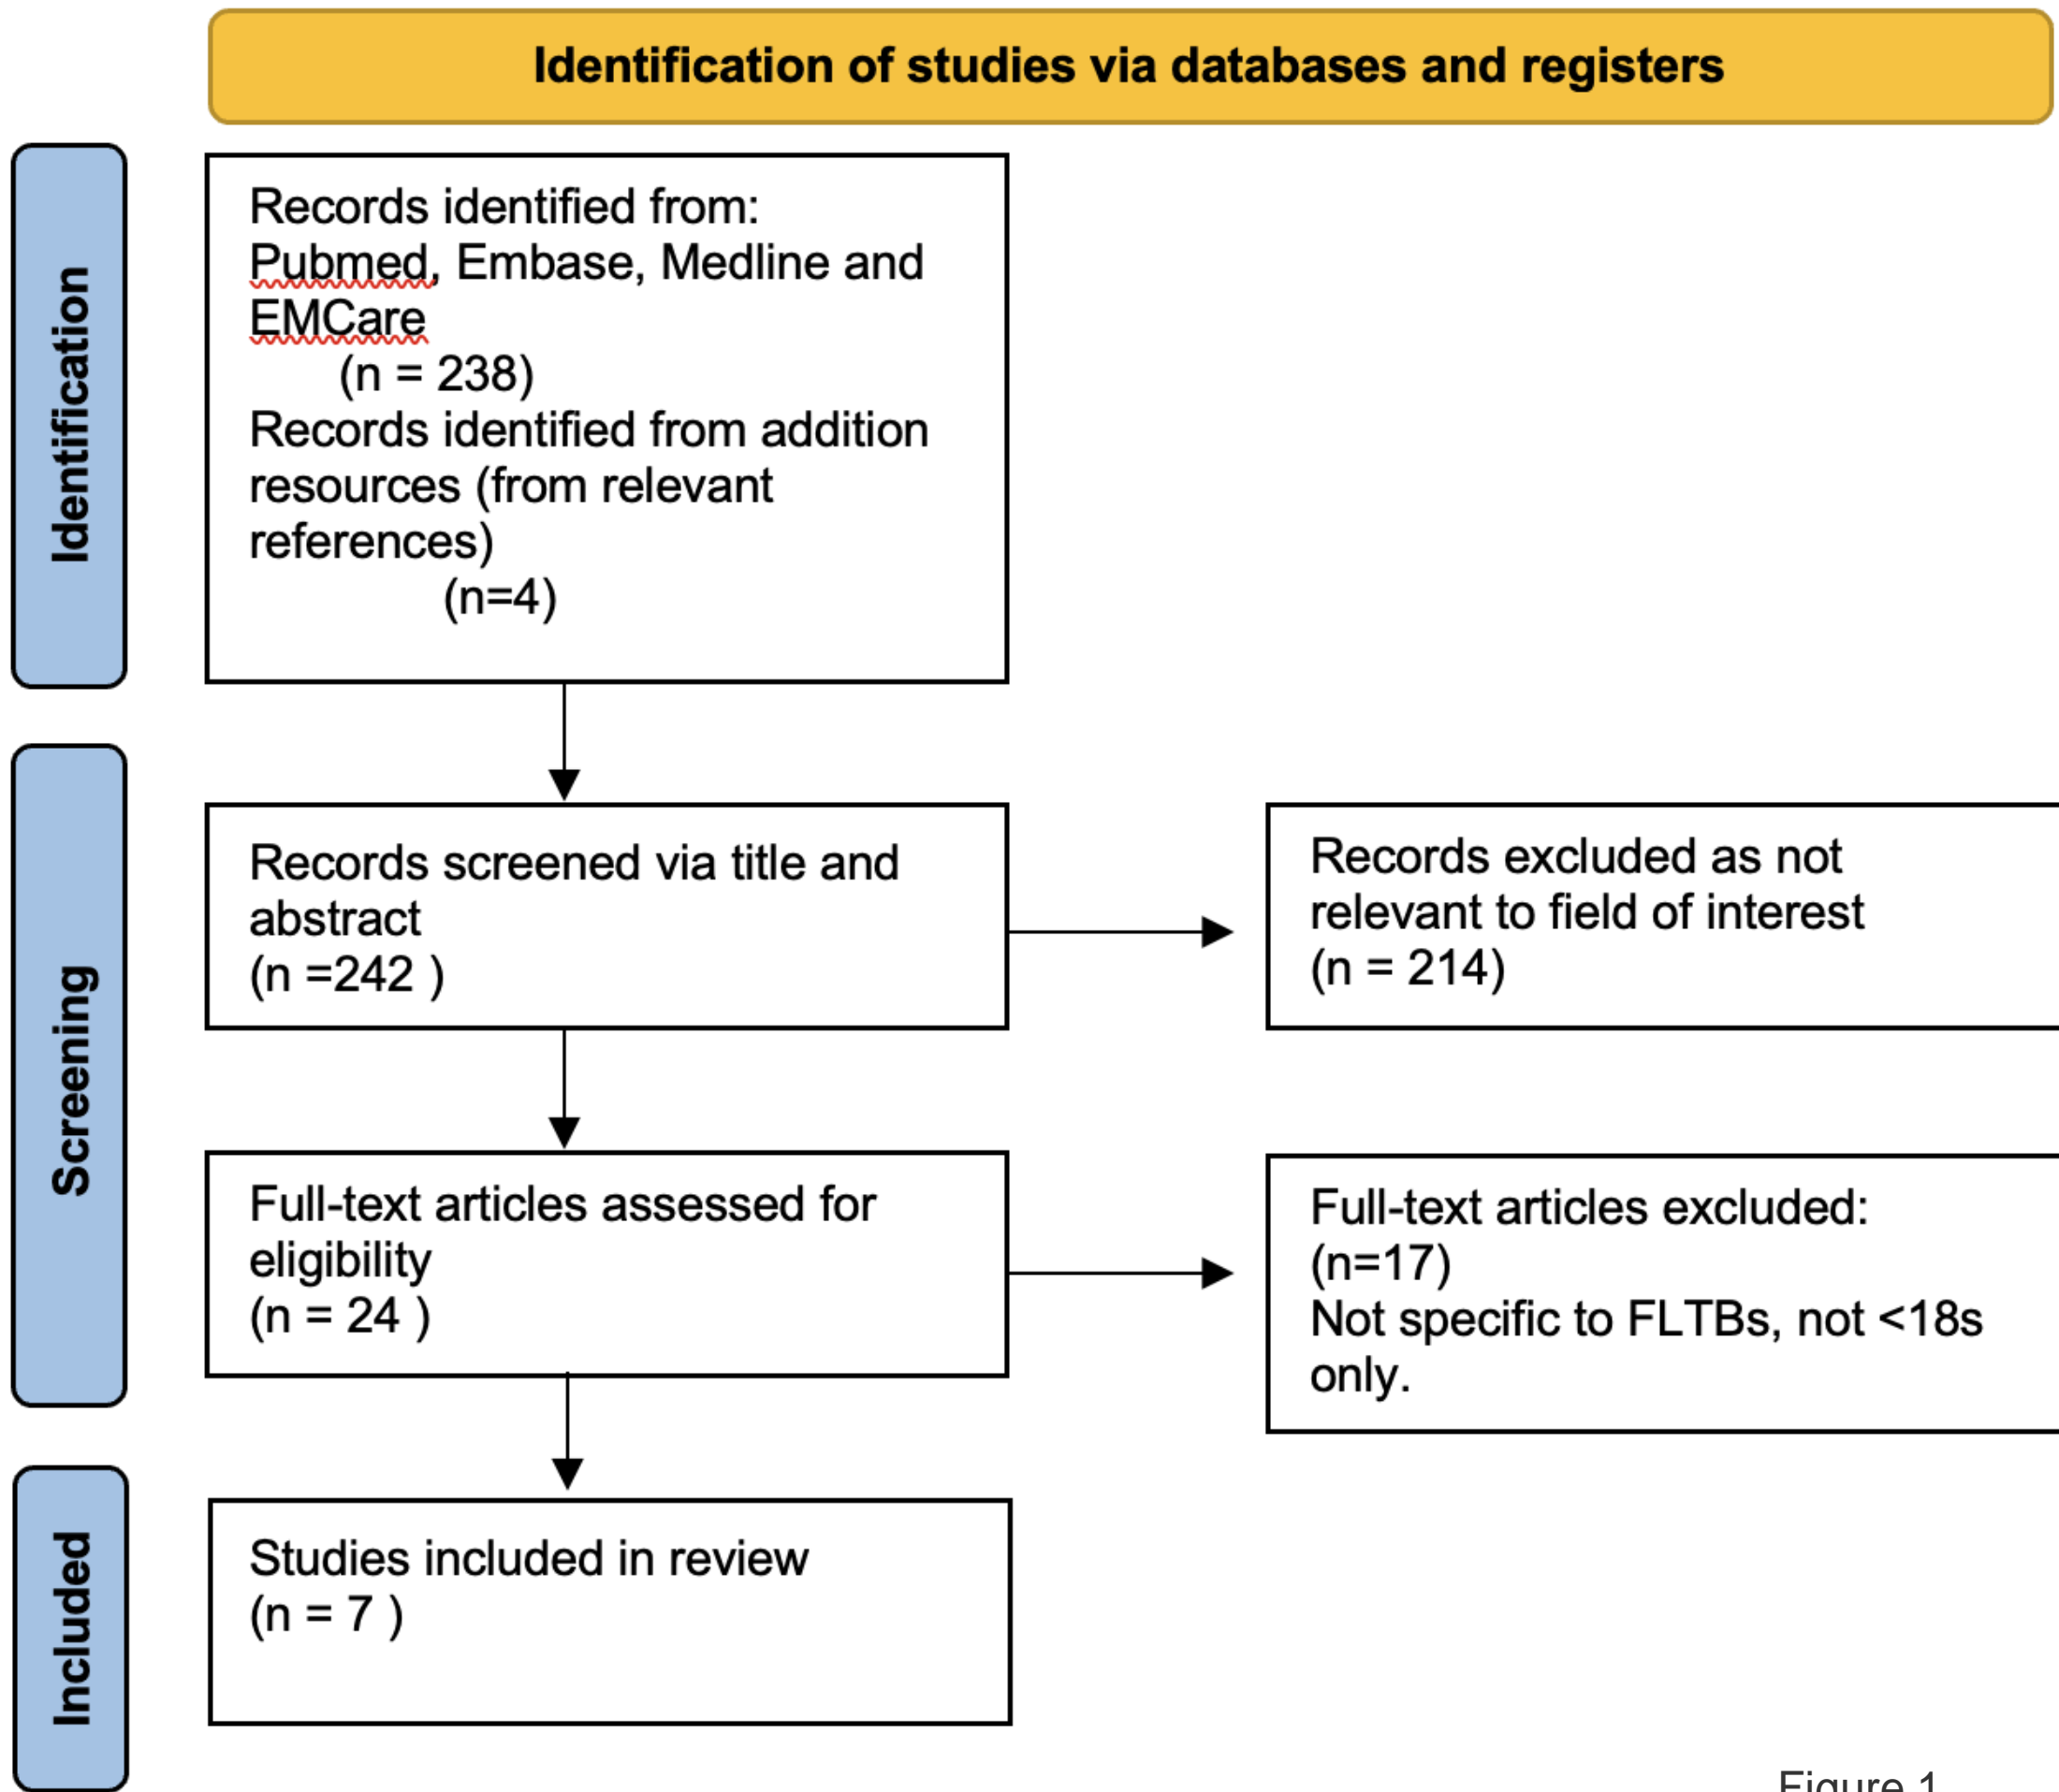 Identification of studies via databases and registers
Identification
Records identified from:
Pubmed, Embase, Medline and
EMCare
(n = 238)
Records identified from addition
resources (from relevant
references)
(n=4)
Screening
Records screened via title and
abstract
(n =242 )
Records excluded as not
relevant to field of interest
(n = 214)
Full-text articles assessed for
eligibility
(n = 24 )
Full-text articles excluded:
(n=17)
Not specific to FLTBs, not <18s
only.
Included
Studies included in review
(n = 7 )
Figure 1